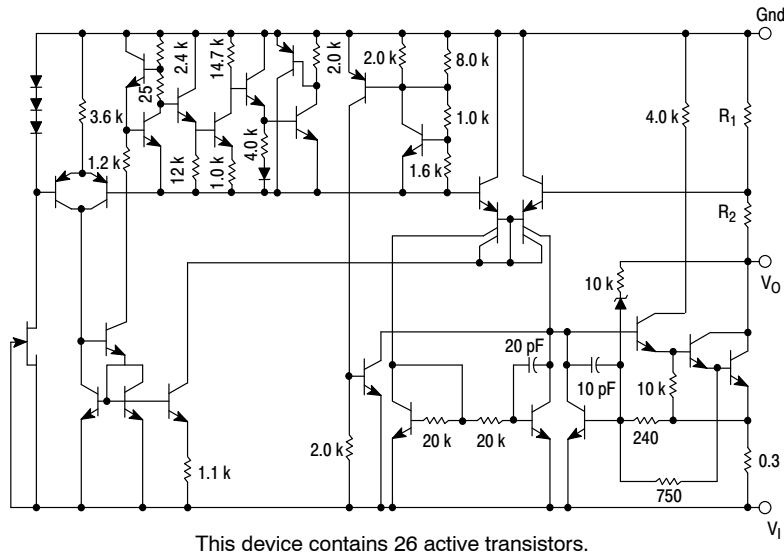 Gnd
2.4 k
14.7 k
2.0 k
2.0 k
8.0 k
25
3.6 k
1.0 k
4.0 k
R1
4.0 k
1.2 k
12 k
1.0 k
1.6 k
R2
10 k
VO
20 pF
10 pF
10 k
20 k
20 k
240
2.0 k
1.1 k
0.3
750
VI
This device contains 26 active transistors.